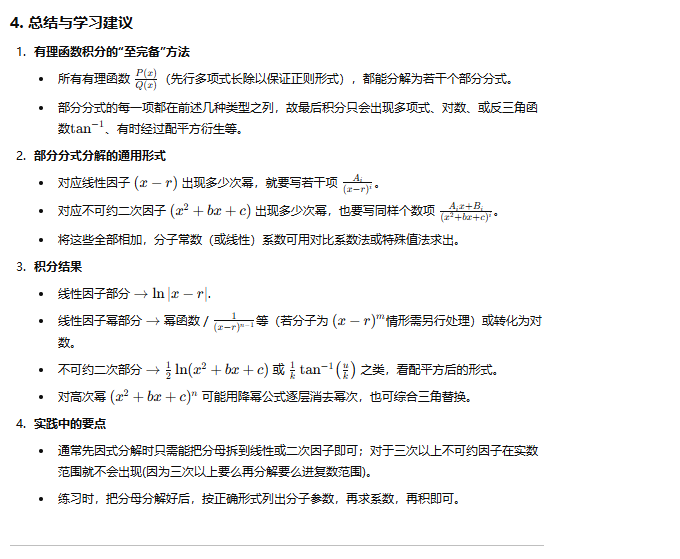 4. 总结与学习建议
1. 有理函数积分的“至完备”方法
• 所有有理函数 P(x)/Q(x)（先行多项式长除以保证正则形式），都能分解为若干个部分分式。
• 部分分式的每一项都在前述几种类型之列，故最后积分只会出现多项式、对数、或反三角函
数tan⁻¹、有时经过配平方衍生等。
2. 部分分式分解的通用形式
• 对应线性因子 (x − r) 出现多少次幂，就要写若干项 Aᵢ/(x−r)ⁱ。
• 对应不可约二次因子 (x² + bx + c) 出现多少次幂，也要写同样个数项 (Aᵢx+Bᵢ)/(x²+bx+c)ⁱ。
• 将这些全部相加，分子常数（或线性）系数可用对比系数法或特殊值法求出。
3. 积分结果
• 线性因子部分 → ln |x − r|.
• 线性因子幂部分 → 幂函数 / 1/(x−r)ⁿ⁻¹ 等（若分子为 (x − r)ᵐ情形需另行处理）或转化为对
数。
• 不可约二次部分 → 1/2 ln(x² + bx + c) 或 1/k tan⁻¹(u/k) 之类，看配平方后的形式。
• 对高次幂 (x² + bx + c)ⁿ 可能用降幂公式逐层消去幂次，也可综合三角替换。
4. 实践中的要点
• 通常先因式分解时只需能把分母拆到线性或二次因子即可；对于三次以上不可约因子在实数
范围就不会出现(因为三次以上要么再分解要么进复数范围)。
• 练习时，把分母分解好后，按正确形式列出分子参数，再求系数，再积即可。